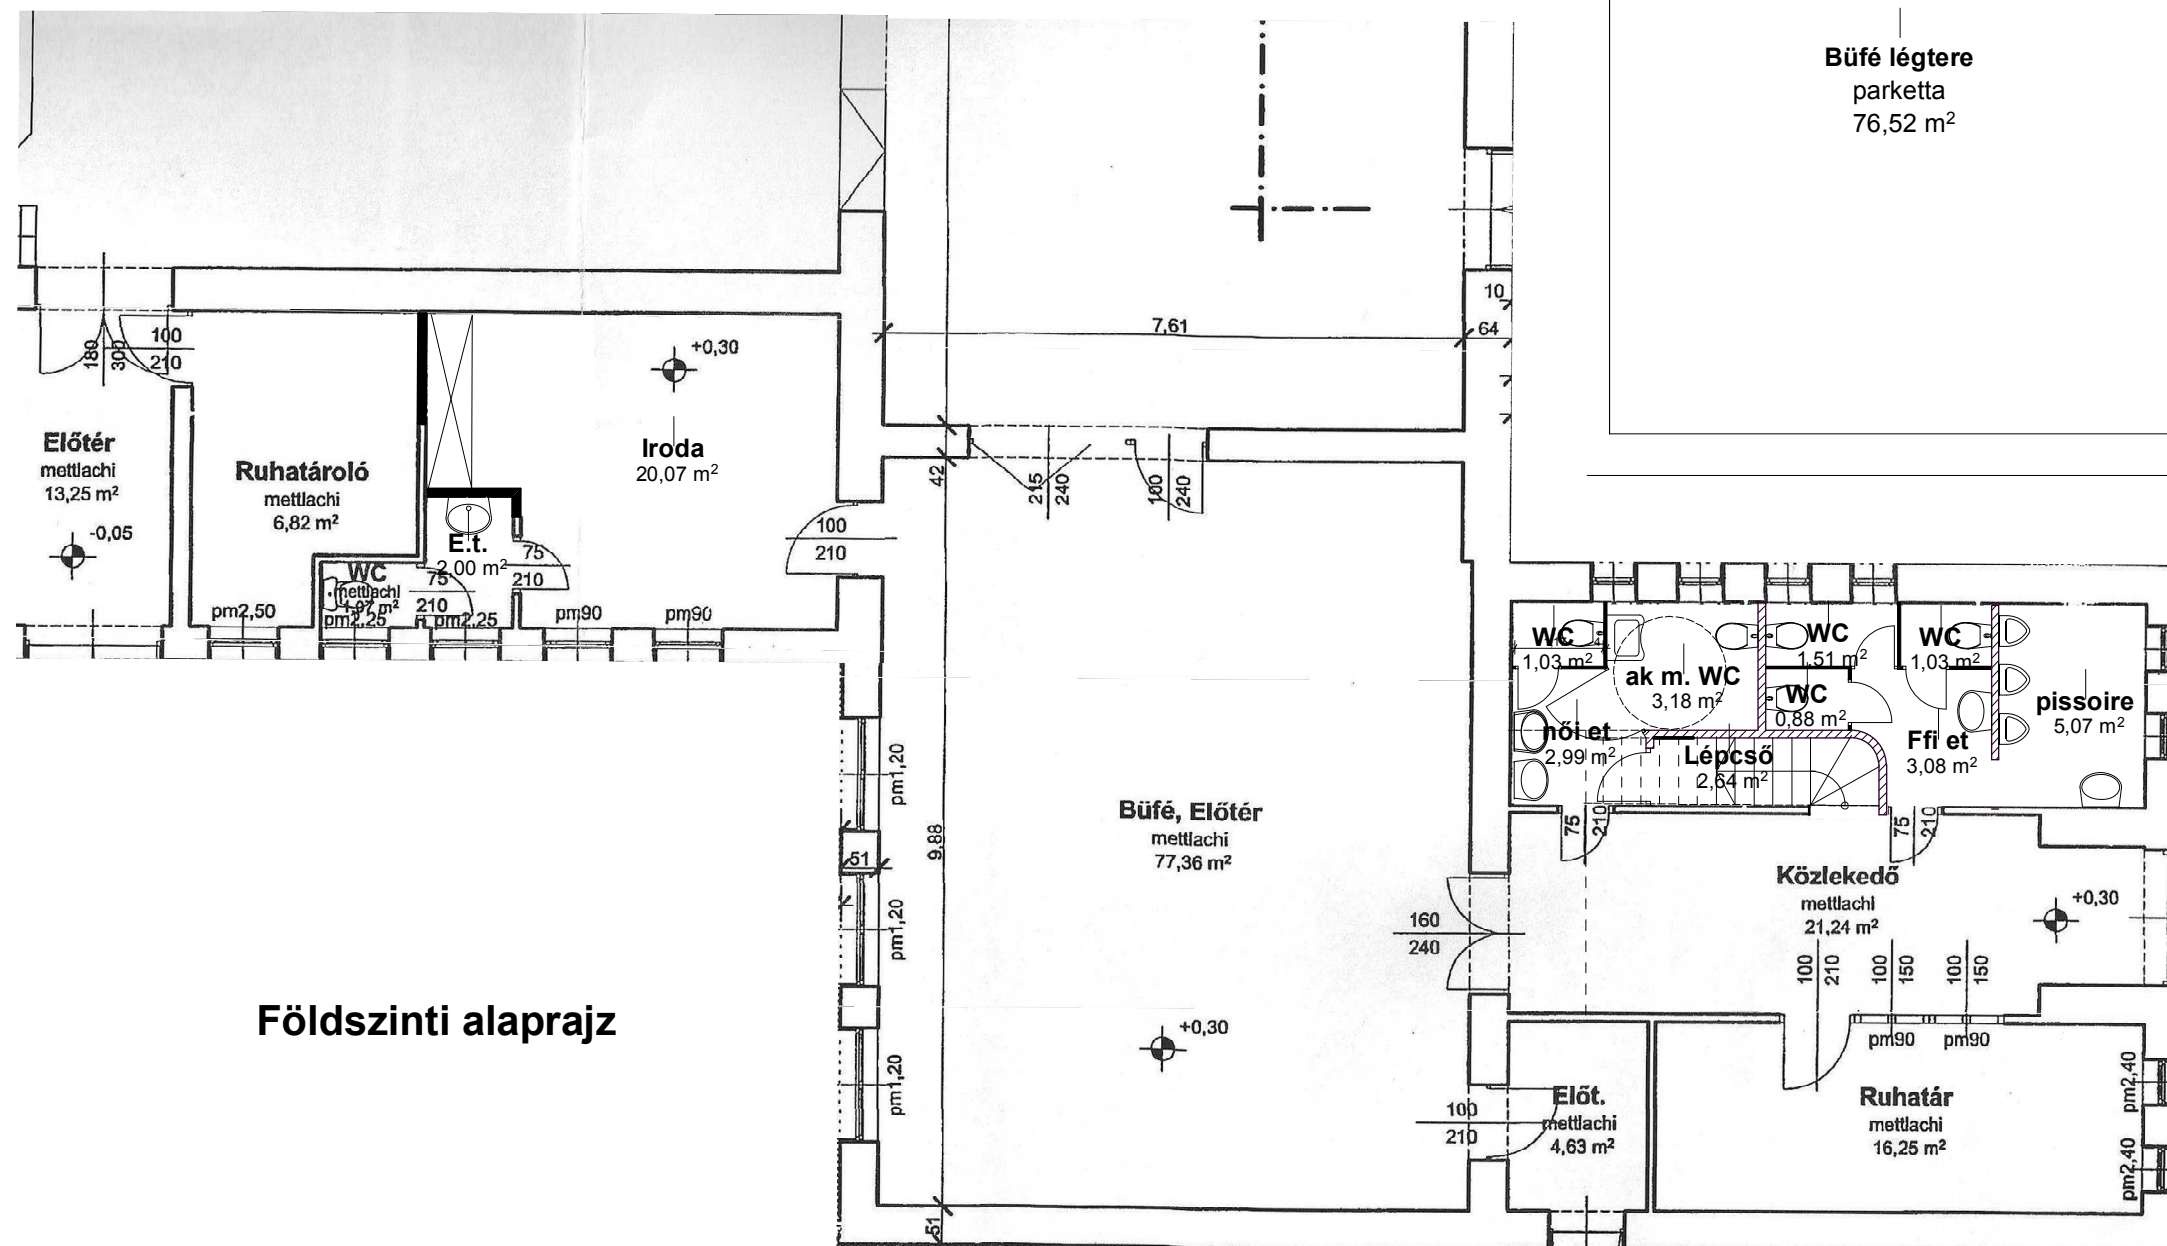 Büfé légtere
parketta
76,52 m²
10
7,61
64
100
210
180
300
+0,30
Előtér
mettlachi
13,25 m²
-0,05
Ruhatároló
mettlachi
6,82 m²
Iroda
20,07 m²
42
215
240
100
240
100
210
E.t.
2,00 m²
75
210
WC
mettlachi
1,07 m²
75
210
pm2,50
pm2,25
pm2,25
pm90
pm90
WC
1,03 m²
ak m. WC
3,18 m²
WC
1,51 m²
WC
1,03 m²
WC
0,88 m²
pissoire
5,07 m²
női et
2,99 m²
Lépcső
2,64 m²
Ffi et
3,08 m²
75
210
75
210
pm1,20
51
9,88
pm1,20
pm1,20
Büfé, Előtér
mettlachi
77,36 m²
Közlekedő
mettlachi
21,24 m²
+0,30
160
240
100
210
100
150
100
150
pm90
pm90
Földszinti alaprajz
+0,30
100
210
Előt.
mettlachi
4,63 m²
Ruhatár
mettlachi
16,25 m²
pm2,40
pm2,40
51